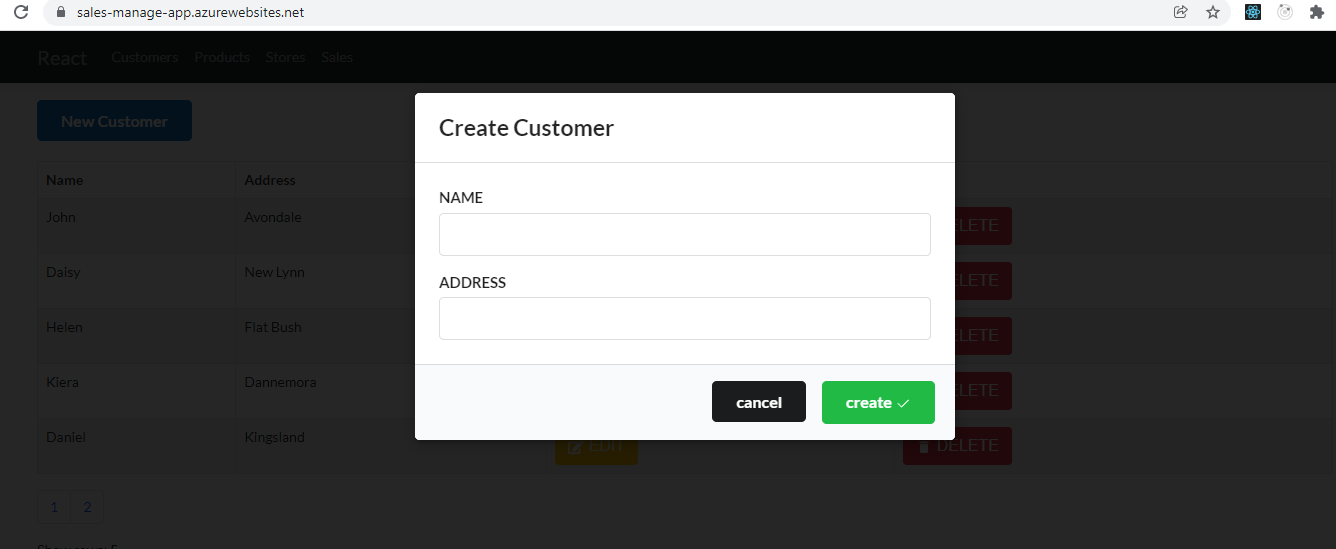 sales-manage-app.azurewebsites.net
React Customers Products Stores Sales
New Customer
Create Customer
Name Address
NAME
John Avondale
ELETE
Daisy New Lynn
ELETE
ADDRESS
Helen Flat Bush
ELETE
Kiera Dannemora
ELETE
cancel create
Daniel Kingsland EDIT DELETE
1 2